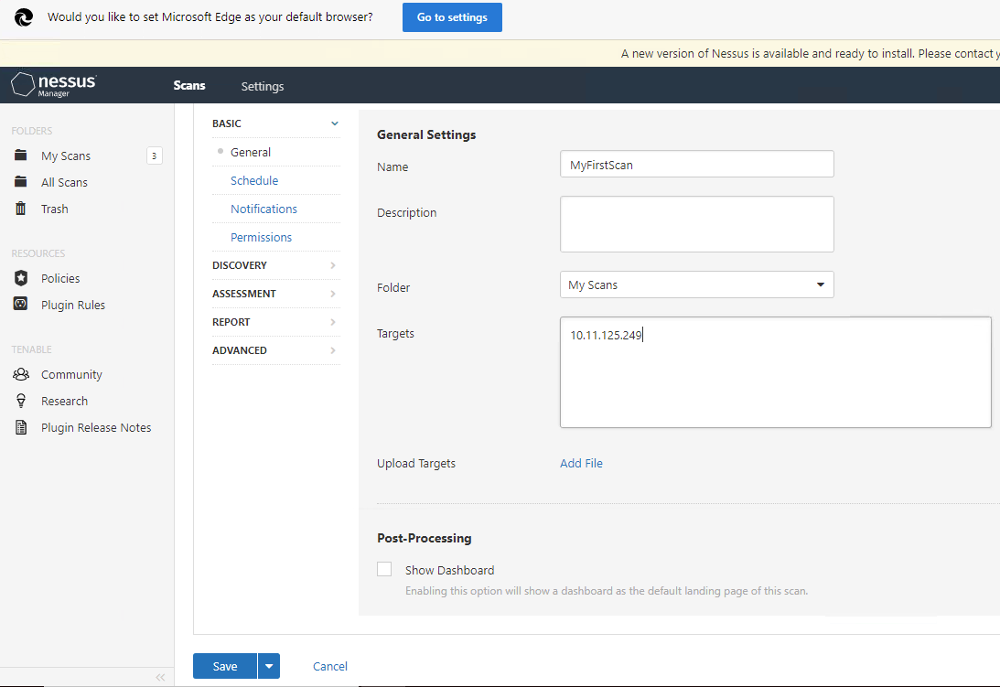 Would you like to set Microsoft Edge as your default browser? Go to settings
A new version of Nessus is available and ready to install. Please contact y
nessus Manager
Scans Settings
FOLDERS
My Scans 3
All Scans
Trash
RESOURCES
Policies
Plugin Rules
TENABLE
Community
Research
Plugin Release Notes
BASIC
General
Schedule
Notifications
Permissions
DISCOVERY
ASSESSMENT
REPORT
ADVANCED
General Settings
Name MyFirstScan
Description
Folder My Scans
Targets 10.11.125.249
Upload Targets Add File
Post-Processing
Show Dashboard
Enabling this option will show a dashboard as the default landing page of this scan.
Save Cancel